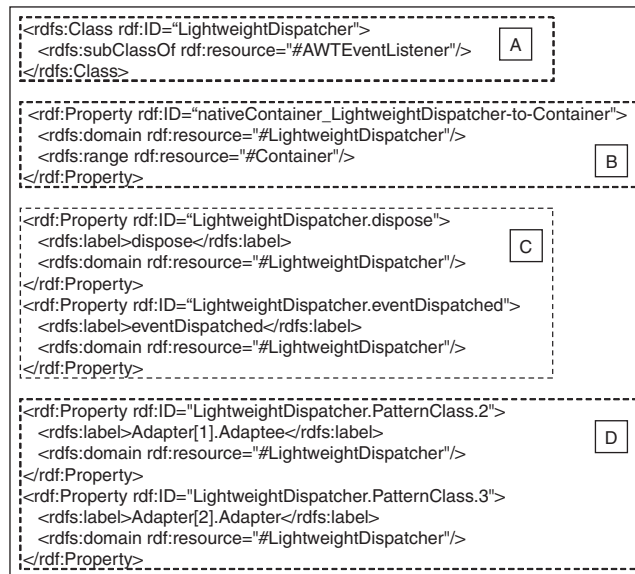 <rdfs:Class rdf:ID=“LightweightDispatcher">
<rdfs:subClassOf rdf:resource="#AWTEventListener"/>
</rdfs:Class>
A
<rdf:Property rdf:ID=“nativeContainer_LightweightDispatcher-to-Container">
<rdfs:domain rdf:resource="#LightweightDispatcher"/>
<rdfs:range rdf:resource="#Container"/>
</rdf:Property>
B
<rdf:Property rdf:ID=“LightweightDispatcher.dispose">
<rdfs:label>dispose</rdfs:label>
<rdfs:domain rdf:resource="#LightweightDispatcher"/>
</rdf:Property>
<rdf:Property rdf:ID=“LightweightDispatcher.eventDispatched">
<rdfs:label>eventDispatched</rdfs:label>
<rdfs:domain rdf:resource="#LightweightDispatcher"/>
</rdf:Property>
C
<rdf:Property rdf:ID="LightweightDispatcher.PatternClass.2">
<rdfs:label>Adapter[1].Adaptee</rdfs:label>
<rdfs:domain rdf:resource="#LightweightDispatcher"/>
</rdf:Property>
<rdf:Property rdf:ID="LightweightDispatcher.PatternClass.3">
<rdfs:label>Adapter[2].Adapter</rdfs:label>
<rdfs:domain rdf:resource="#LightweightDispatcher"/>
</rdf:Property>
D